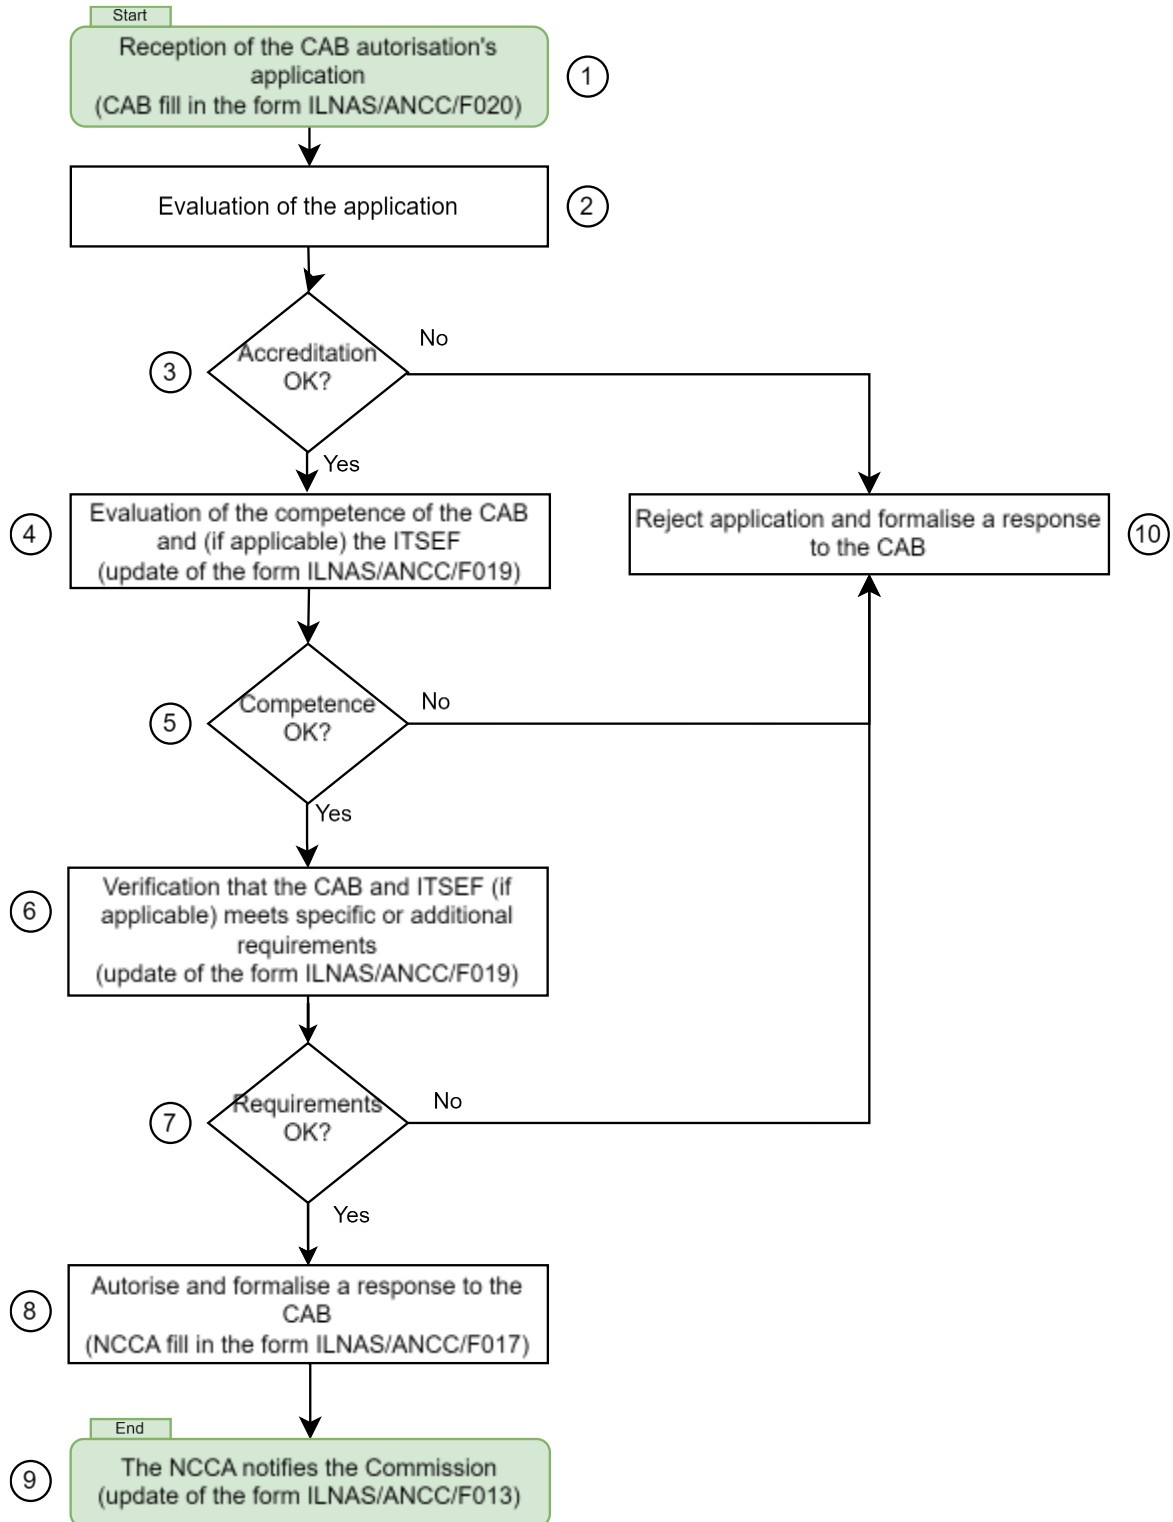 Start
Reception of the CAB autorisation's
application
(CAB fill in the form ILNAS/ANCC/F020)
1
Evaluation of the application
2
Accreditation
OK?
3
No
Yes
Evaluation of the competence of the CAB
and (if applicable) the ITSEF
(update of the form ILNAS/ANCC/F019)
4
Reject application and formalise a response
to the CAB
10
Competence
OK?
5
No
Yes
Verification that the CAB and ITSEF (if
applicable) meets specific or additional
requirements
(update of the form ILNAS/ANCC/F019)
6
Requirements
OK?
7
No
Yes
Autorise and formalise a response to the
CAB
(NCCA fill in the form ILNAS/ANCC/F017)
8
End
The NCCA notifies the Commission
(update of the form ILNAS/ANCC/F013)
9